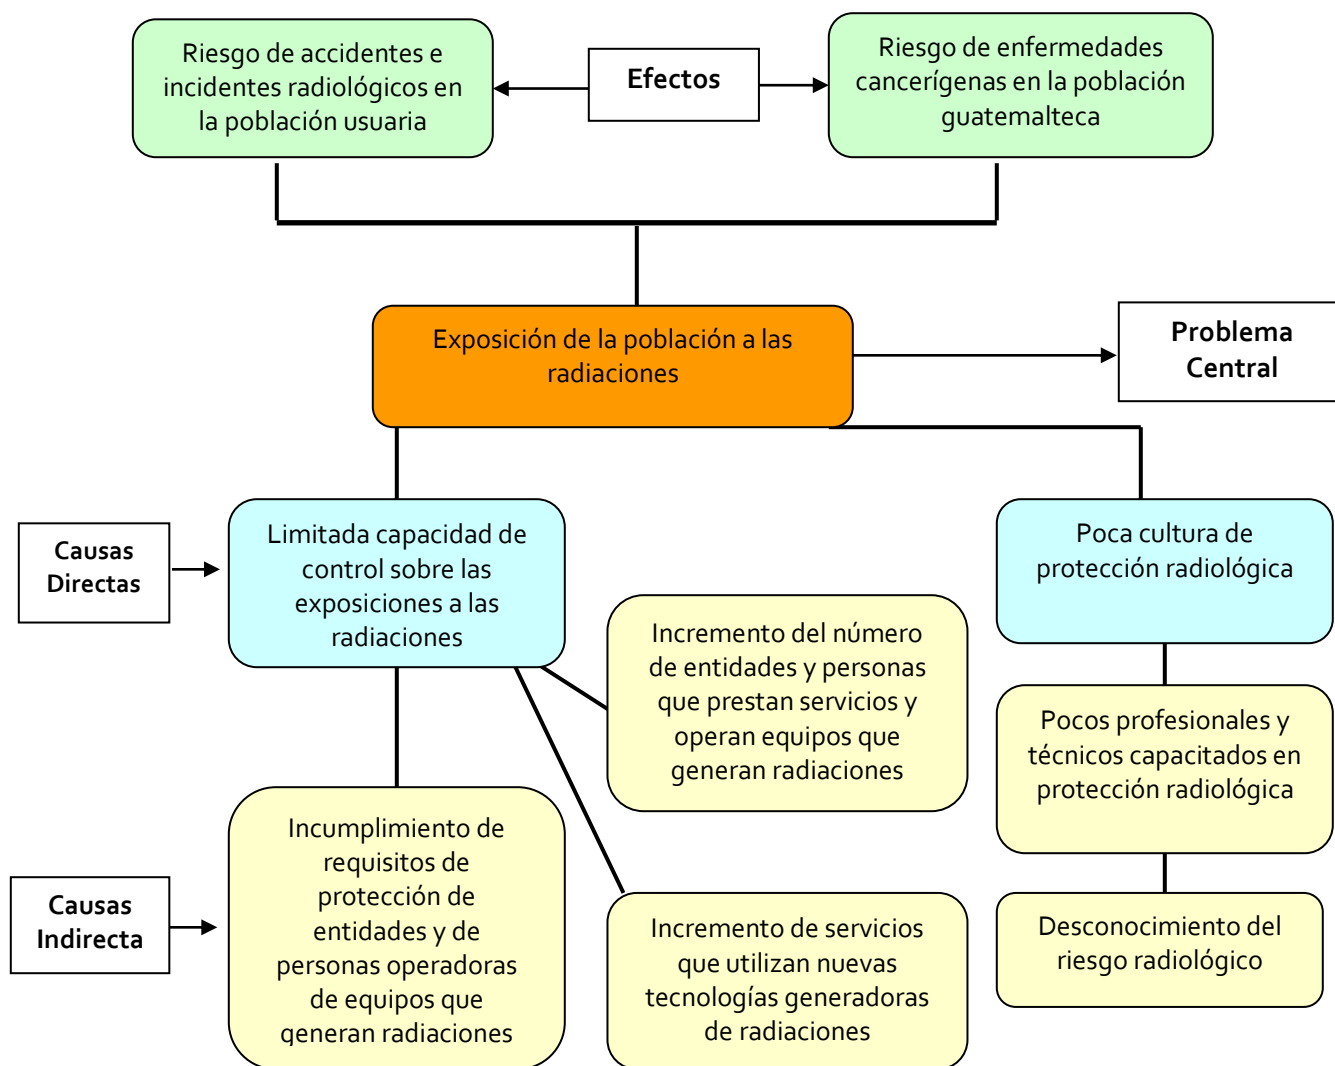 Riesgo de accidentes e
incidentes radiológicos en
la población usuaria
Efectos
Riesgo de enfermedades
cancerígenas en la población
guatemalteca
Exposición de la población a las
radiaciones
Problema
Central
Causas
Directas
Limitada capacidad de
control sobre las
exposiciones a las
radiaciones
Poca cultura de
protección radiológica
Incremento del número
de entidades y personas
que prestan servicios y
operan equipos que
generan radiaciones
Pocos profesionales y
técnicos capacitados en
protección radiológica
Causas
Indirecta
Incumplimiento de
requisitos de
protección de
entidades y de
personas operadoras
de equipos que
generan radiaciones
Incremento de servicios
que utilizan nuevas
tecnologías generadoras
de radiaciones
Desconocimiento del
riesgo radiológico